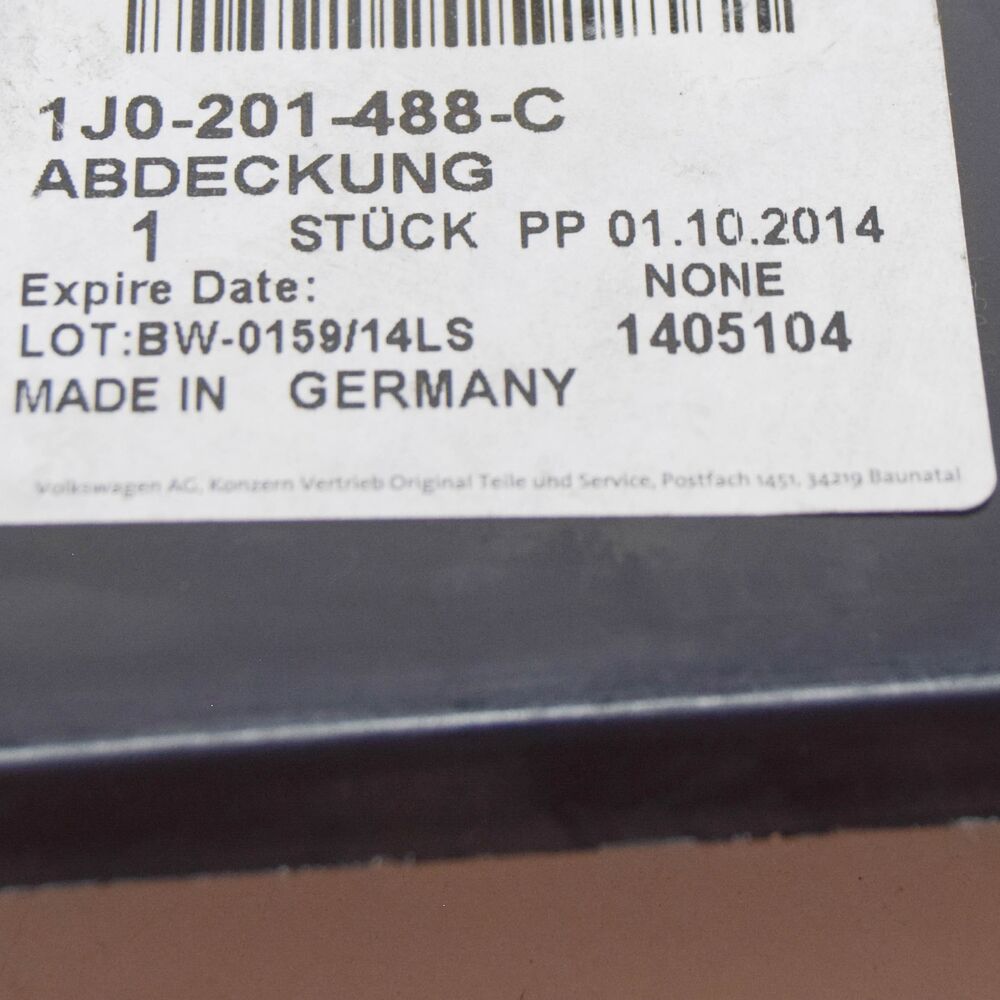 1J0-201-488-C
ABDECKUNG
1 STÜCK PP 01.10.2014
Expire Date: NONE
LOT:BW-0159/14LS 1405104
MADE IN GERMANY
Volkswagen AG, Konzern Vertrieb Original Teile und Service, Postfach 1451, 34219 Baunatal